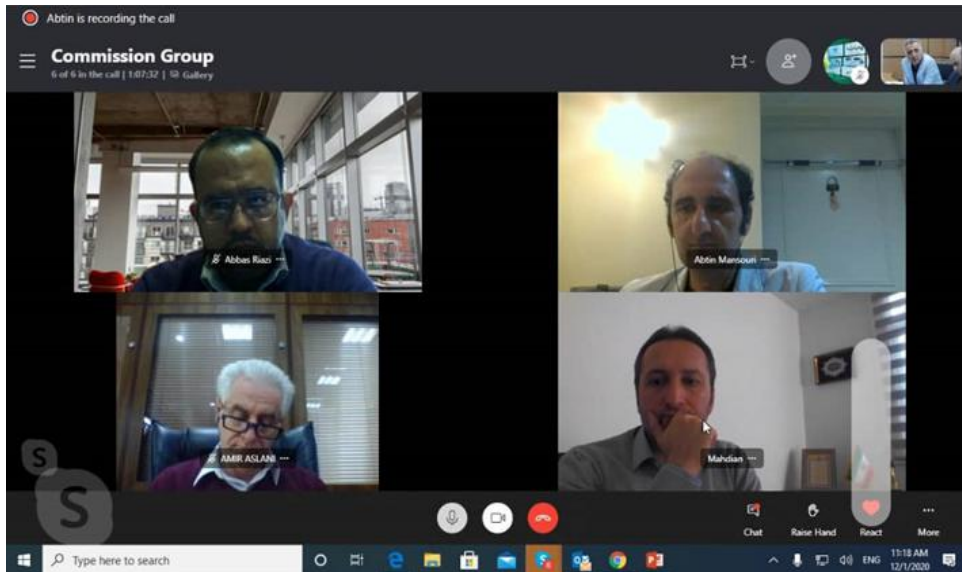 Abtin is recording the call
Commission Group
6 of 6 in the call | 1:07:32 | Gallery
Abbas Riazi ...
Abtin Mansouri ...
AMIR ASLANI ...
Mahdian ...
Chat
Raise Hand
React
More
Type here to search
ENG
11:18 AM
12/1/2020